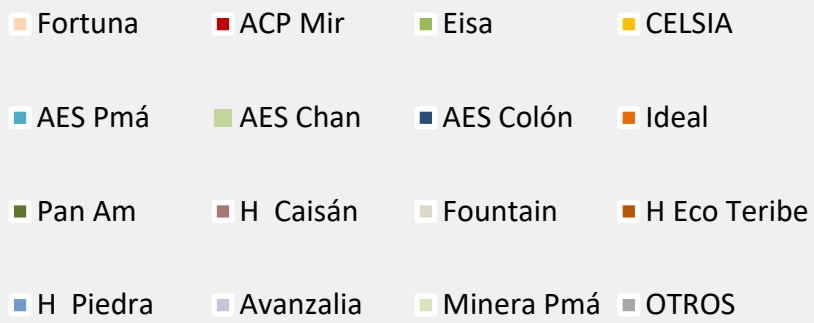 Fortuna ACP Mir Eisa CELSIA
AES Pmá AES Chan AES Colón Ideal
Pan Am H Caisán Fountain H Eco Teribe
H Piedra Avanzalia Minera Pmá OTROS